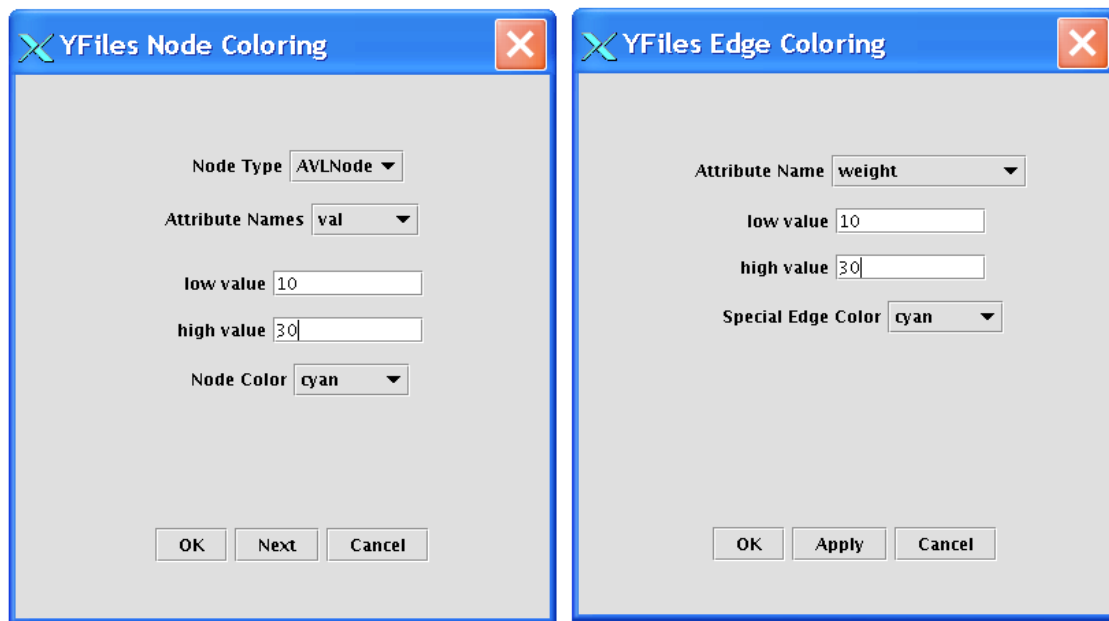 YFiles Node Coloring
Node Type AVLNode
Attribute Names val
low value 10
high value 30
Node Color cyan
OK Next Cancel
YFiles Edge Coloring
Attribute Name weight
low value 10
high value 30
Special Edge Color cyan
OK Apply Cancel